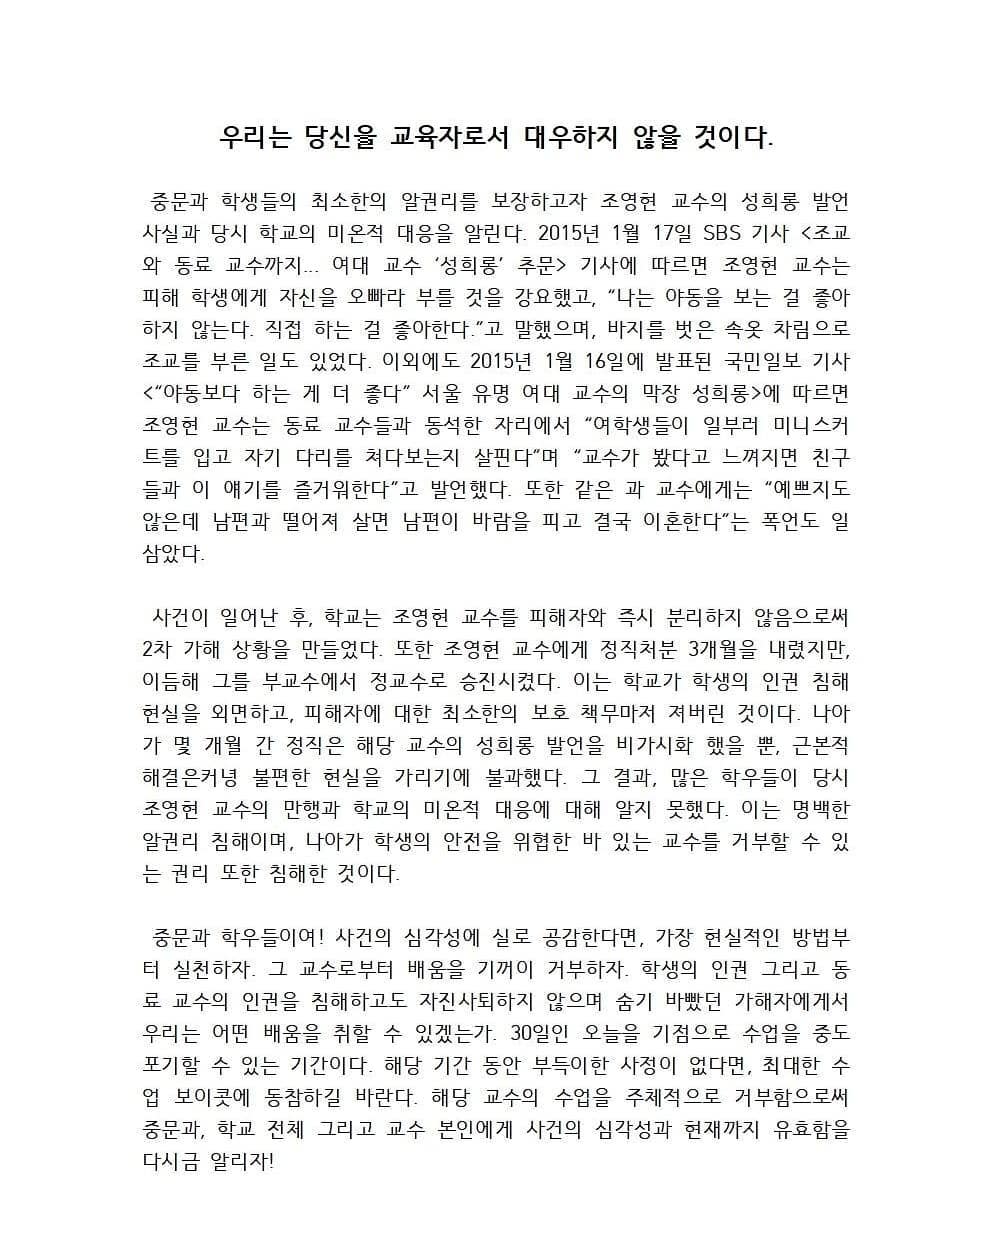 우리는 당신을 교육자로서 대우하지 않을 것이다.
중문과 학생들의 최소한의 알권리를 보장하고자 조영현 교수의 성희롱 발언
사실과 당시 학교의 미온적 대응을 알린다. 2015년 1월 17일 SBS 기사 <조교
와 동료 교수까지... 여대 교수 ‘성희롱’ 추문> 기사에 따르면 조영현 교수는
피해 학생에게 자신을 오빠라 부를 것을 강요했고, “나는 야동을 보는 걸 좋아
하지 않는다. 직접 하는 걸 좋아한다.”고 말했으며, 바지를 벗은 속옷 차림으로
조교를 부른 일도 있었다. 이외에도 2015년 1월 16일에 발표된 국민일보 기사
<“야동보다 하는 게 더 좋다” 서울 유명 여대 교수의 막장 성희롱>에 따르면
조영현 교수는 동료 교수들과 동석한 자리에서 “여학생들이 일부러 미니스커
트를 입고 자기 다리를 쳐다보는지 살핀다”며 “교수가 봤다고 느껴지면 친구
들과 이 얘기를 즐거워한다”고 발언했다. 또한 같은 과 교수에게는 “예쁘지도
않은데 남편과 떨어져 살면 남편이 바람을 피고 결국 이혼한다”는 폭언도 일
삼았다.
사건이 일어난 후, 학교는 조영현 교수를 피해자와 즉시 분리하지 않음으로써
2차 가해 상황을 만들었다. 또한 조영현 교수에게 정직처분 3개월을 내렸지만,
이듬해 그를 부교수에서 정교수로 승진시켰다. 이는 학교가 학생의 인권 침해
현실을 외면하고, 피해자에 대한 최소한의 보호 책무마저 져버린 것이다. 나아
가 몇 개월 간 정직은 해당 교수의 성희롱 발언을 비가시화 했을 뿐, 근본적
해결은커녕 불편한 현실을 가리기에 불과했다. 그 결과, 많은 학우들이 당시
조영현 교수의 만행과 학교의 미온적 대응에 대해 알지 못했다. 이는 명백한
알권리 침해이며, 나아가 학생의 안전을 위협한 바 있는 교수를 거부할 수 있
는 권리 또한 침해한 것이다.
중문과 학우들이여! 사건의 심각성에 실로 공감한다면, 가장 현실적인 방법부
터 실천하자. 그 교수로부터 배움을 기꺼이 거부하자. 학생의 인권 그리고 동
료 교수의 인권을 침해하고도 자진사퇴하지 않으며 숨기 바빴던 가해자에게서
우리는 어떤 배움을 취할 수 있겠는가. 30일인 오늘을 기점으로 수업을 중도
포기할 수 있는 기간이다. 해당 기간 동안 부득이한 사정이 없다면, 최대한 수
업 보이콧에 동참하길 바란다. 해당 교수의 수업을 주체적으로 거부함으로써
중문과, 학교 전체 그리고 교수 본인에게 사건의 심각성과 현재까지 유효함을
다시금 알리자!